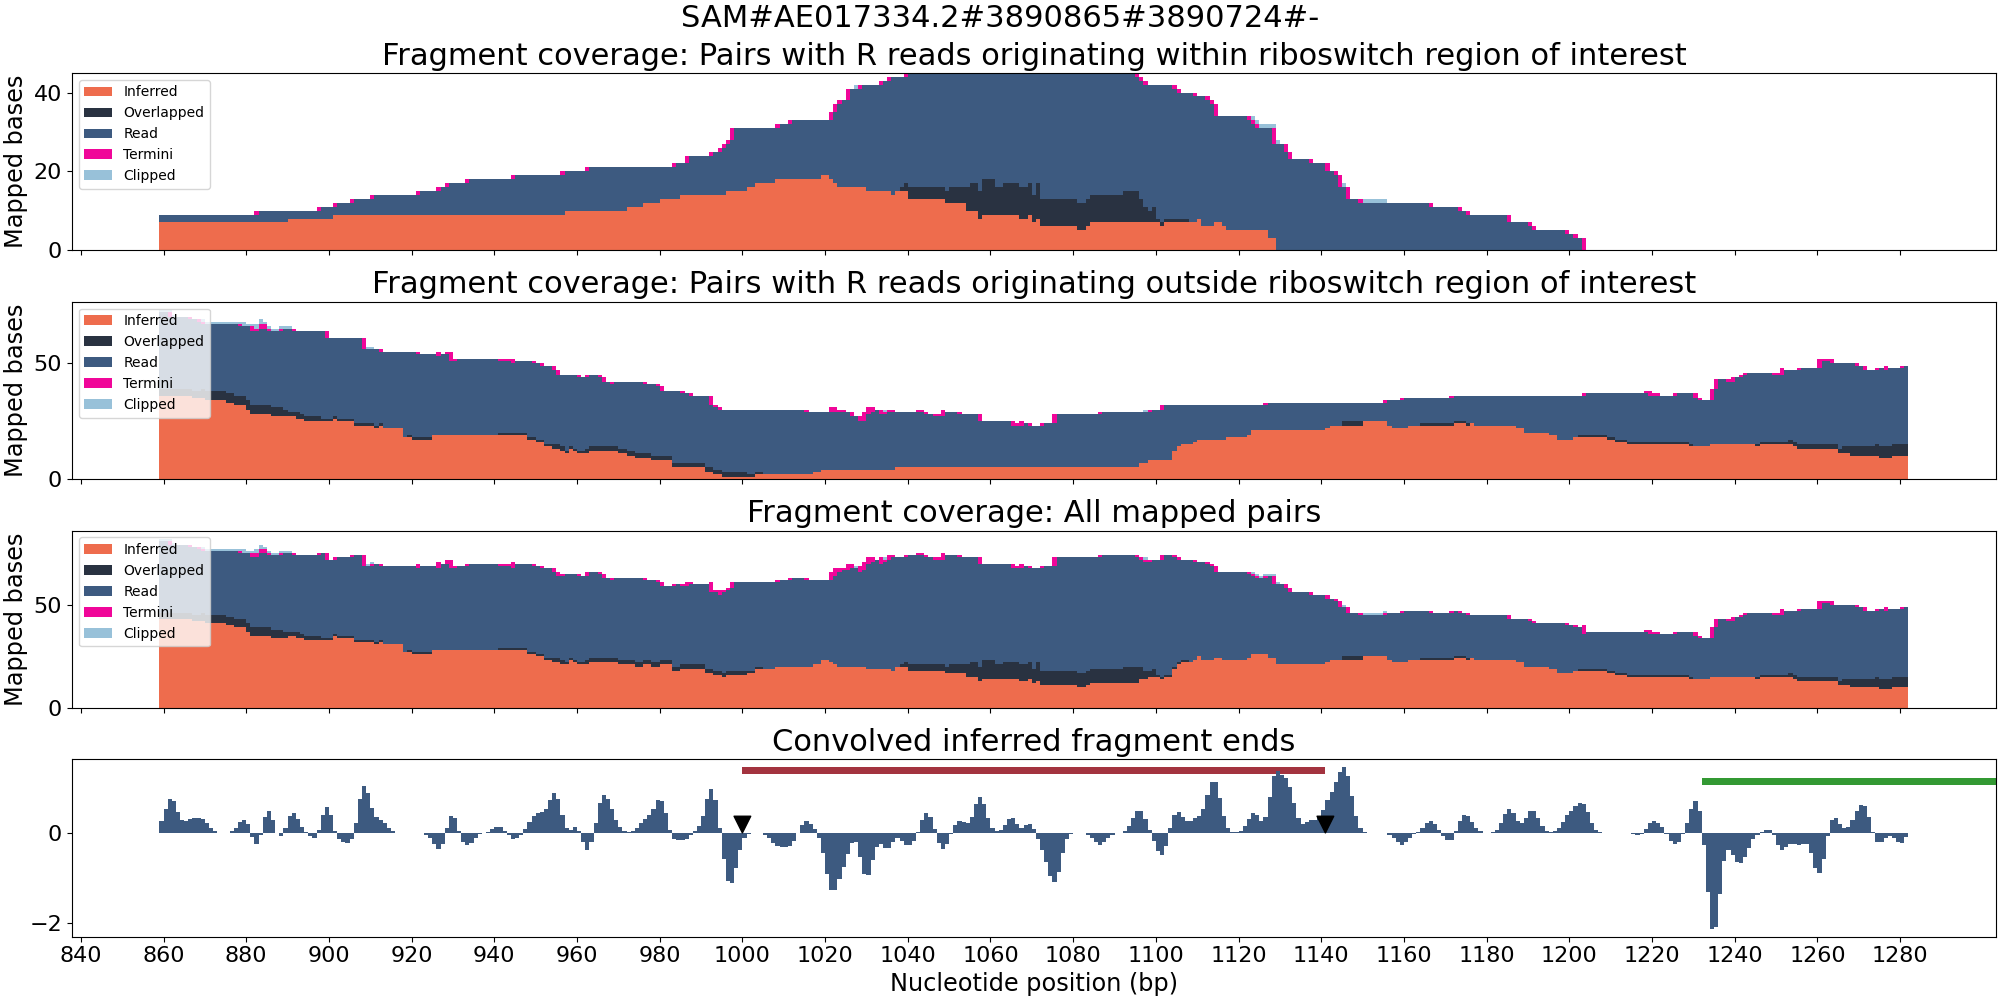 SAM#AE017334.2#3890865#3890724#-
Fragment coverage: Pairs with R reads originating within riboswitch region of interest
Mapped bases
40
20
0
Inferred
Overlapped
Read
Termini
Clipped
Fragment coverage: Pairs with R reads originating outside riboswitch region of interest
Mapped bases
50
0
Inferred
Overlapped
Read
Termini
Clipped
Fragment coverage: All mapped pairs
Mapped bases
50
0
Inferred
Overlapped
Read
Termini
Clipped
Convolved inferred fragment ends
0
−2
840 860 880 900 920 940 960 980 1000 1020 1040 1060 1080 1100 1120 1140 1160 1180 1200 1220 1240 1260 1280
Nucleotide position (bp)